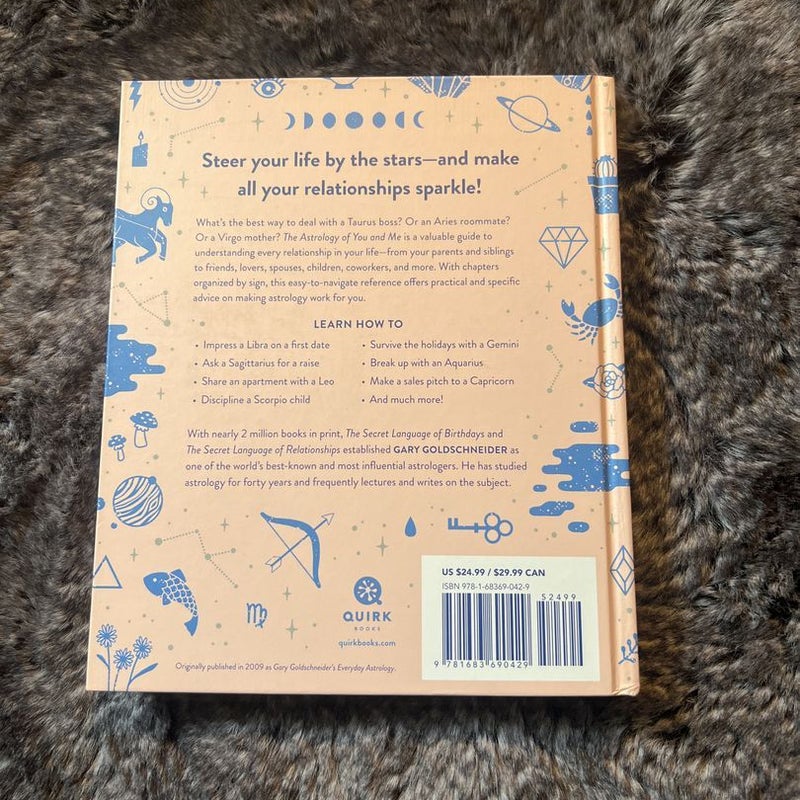 Steer your life by the stars—and make
all your relationships sparkle!
What's the best way to deal with a Taurus boss? Or an Aries roommate?
Or a Virgo mother? The Astrology of You and Me is a valuable guide to
understanding every relationship in your life—from your parents and siblings
to friends, lovers, spouses, children, coworkers, and more. With chapters
organized by sign, this easy-to-navigate reference offers practical and specific
advice on making astrology work for you.
LEARN HOW TO
• Impress a Libra on a first date
• Ask a Sagittarius for a raise
• Share an apartment with a Leo
• Discipline a Scorpio child
• Survive the holidays with a Gemini
• Break up with an Aquarius
• Make a sales pitch to a Capricorn
• And much more!
With nearly 2 million books in print, The Secret Language of Birthdays and
The Secret Language of Relationships established GARY GOLDSCHNEIDER as
one of the world's best-known and most influential astrologers. He has studied
astrology for forty years and frequently lectures and writes on the subject.
QUIRK
BOOKS
quirkbooks.com
US $24.99 / $29.99 CAN
ISBN 978-1-68369-042-9
52499
9 781683 690429
Originally published in 2009 as Gary Goldschneider's Everyday Astrology.